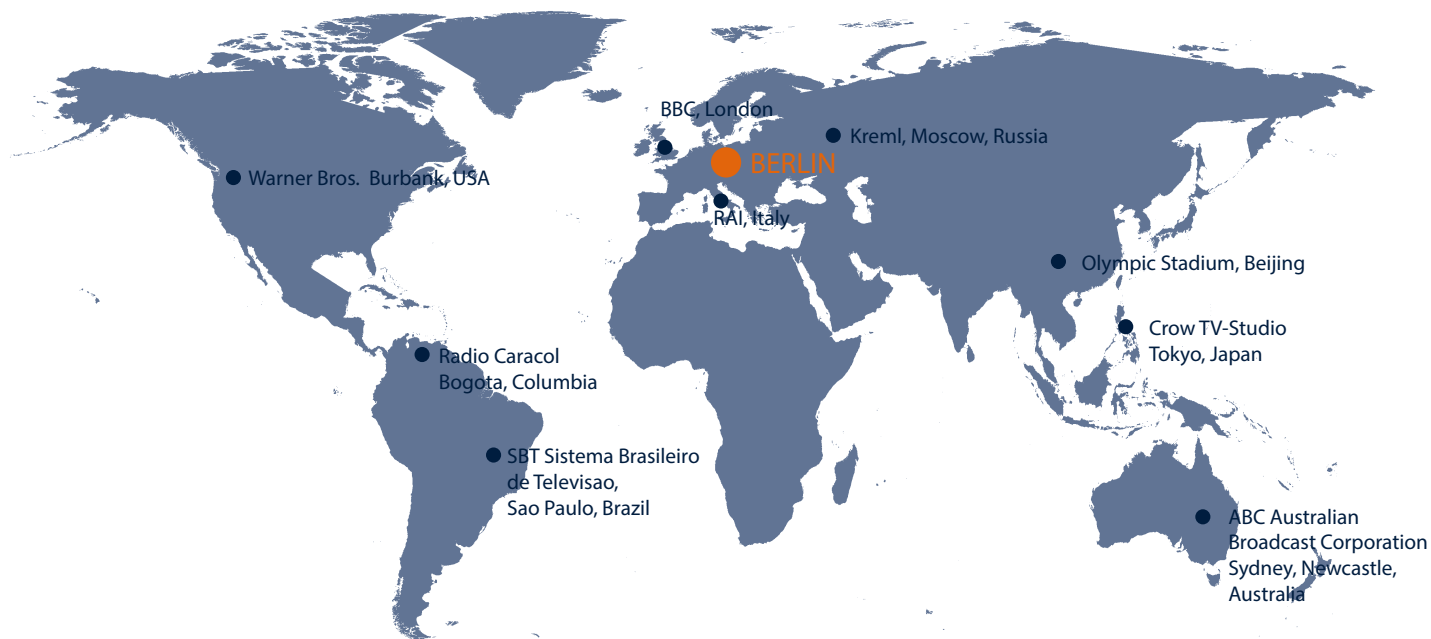 BBC, London
Kreml, Moscow, Russia
BERLIN
Warner Bros.  Burbank, USA
RAI, Italy
Olympic Stadium, Beijing
Crow TV-Studio
Tokyo, Japan
Radio Caracol
Bogota, Columbia
SBT Sistema Brasileiro
de Televisao,
Sao Paulo, Brazil
ABC Australian
Broadcast Corporation
Sydney, Newcastle,
Australia